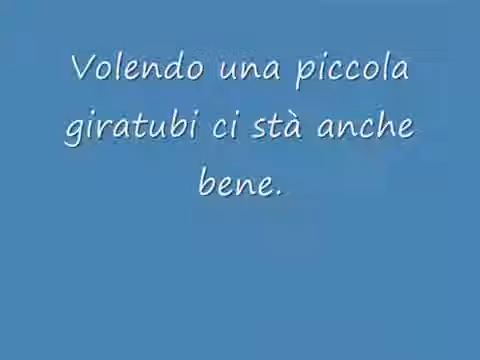 Volendo una piccola
giratubi ci stà anche
bene.